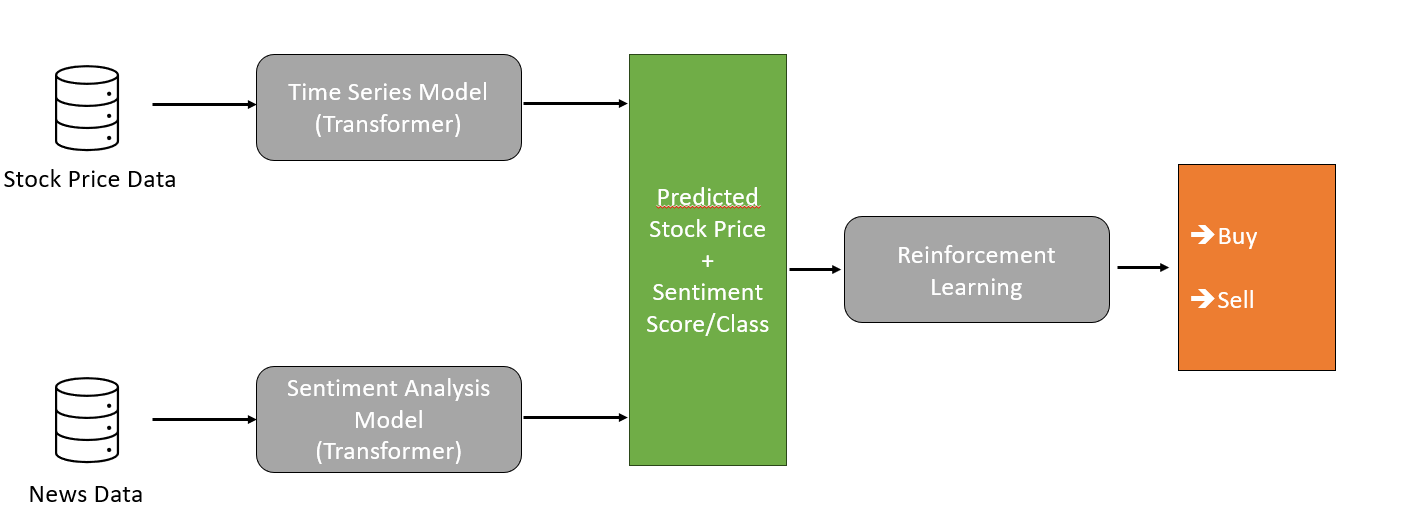 Stock Price Data
Time Series Model
(Transformer)
News Data
Sentiment Analysis
Model
(Transformer)
Predicted
Stock Price
+
Sentiment
Score/Class
Reinforcement
Learning
➔ Buy
➔ Sell